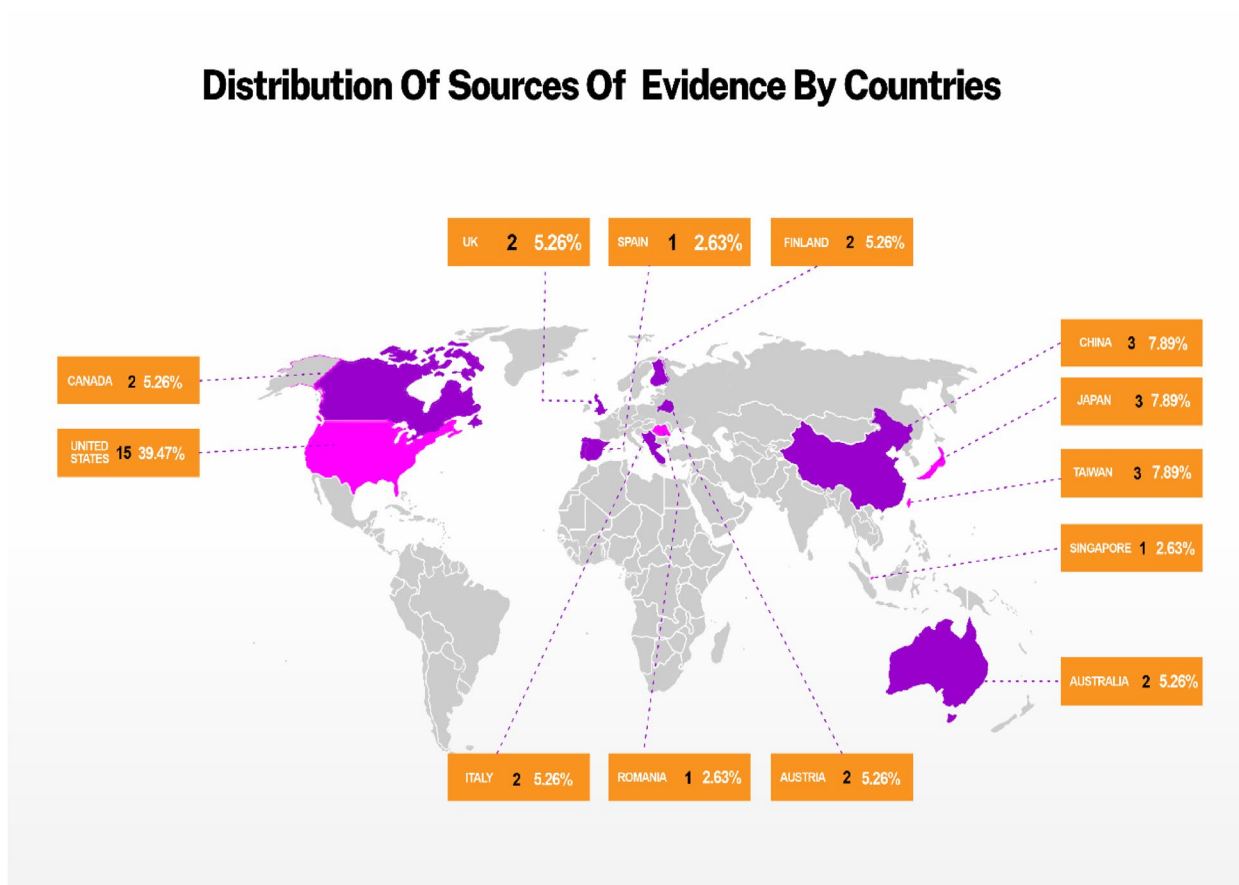 Distribution Of Sources Of Evidence By Countries
UK 2 5.26%
SPAIN 1 2.63%
FINLAND 2 5.26%
CANADA 2 5.26%
UNITED
STATES 15 39.47%
CHINA 3 7.89%
JAPAN 3 7.89%
TAIWAN 3 7.89%
SINGAPORE 1 2.63%
AUSTRALIA 2 5.26%
ITALY 2 5.26%
ROMANIA 1 2.63%
AUSTRIA 2 5.26%